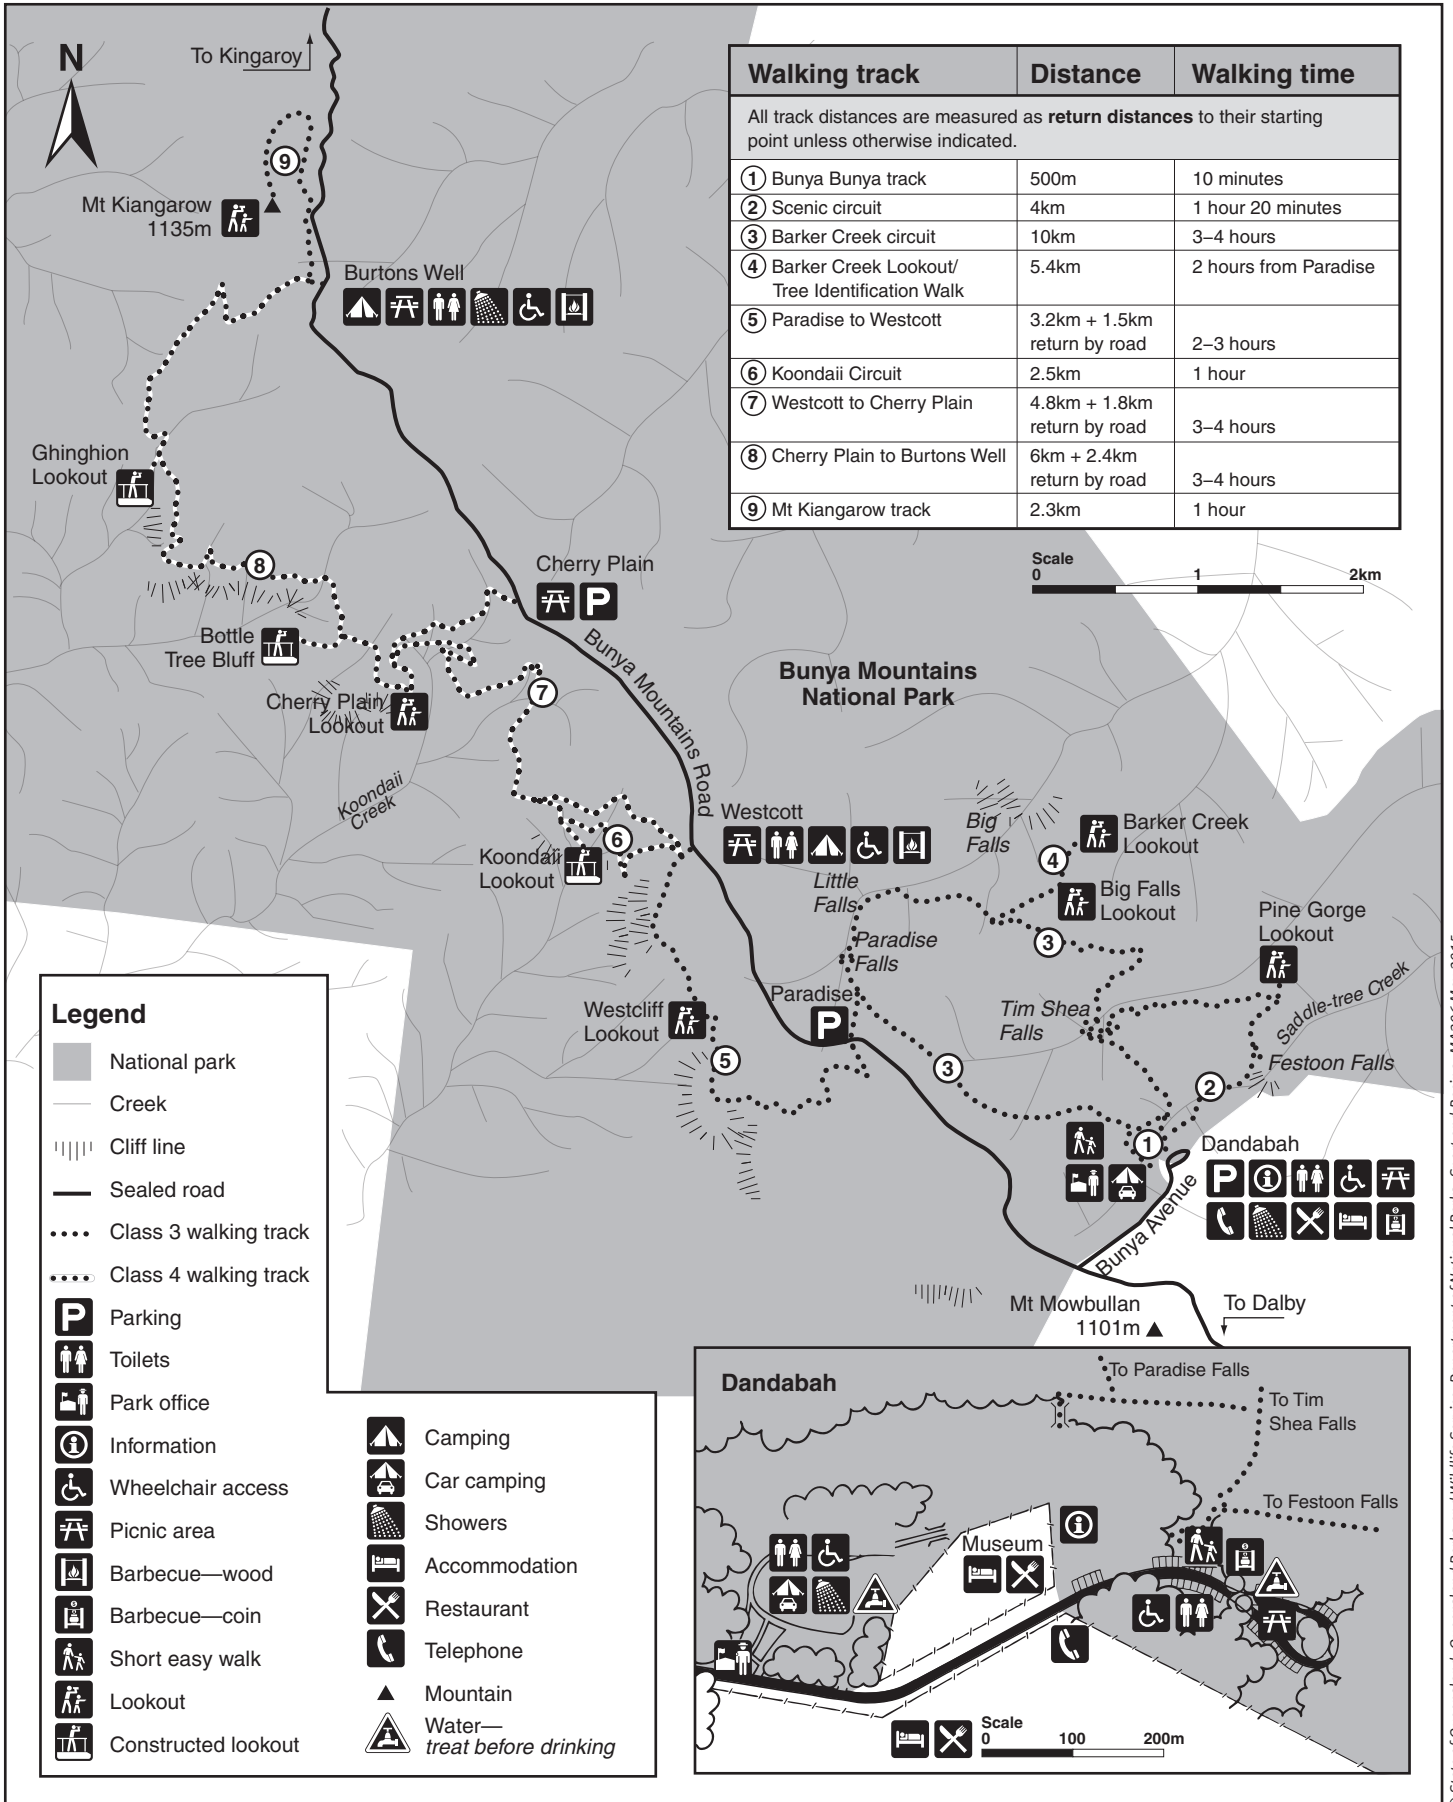 N
To Kingaroy
Walking track Distance Walking time
All track distances are measured as return distances to their starting
point unless otherwise indicated.
1 Bunya Bunya track 500m 10 minutes
2 Scenic circuit 4km 1 hour 20 minutes
3 Barker Creek circuit 10km 3–4 hours
4 Barker Creek Lookout/ 5.4km 2 hours from Paradise
Tree Identification Walk
5 Paradise to Westcott 3.2km + 1.5km
return by road 2–3 hours
6 Koondaii Circuit 2.5km 1 hour
7 Westcott to Cherry Plain 4.8km + 1.8km
return by road 3–4 hours
8 Cherry Plain to Burtons Well 6km + 2.4km
return by road 3–4 hours
9 Mt Kiangarow track 2.3km 1 hour
9
Mt Kiangarow
1135m
Burtons Well
Ghinghion
Lookout
8
Scale
0 1 2km
Cherry Plain
P
Bottle
Tree Bluff
Bunya Mountains Road
Bunya Mountains
National Park
7
Cherry Plain
Lookout
Koondaii
Creek
Westcott
Big
Falls
Barker Creek
Lookout
6
4
Koondaii
Lookout
Little
Falls
Big Falls
Lookout
Pine Gorge
Lookout
3
Paradise
Falls
Saddle-tree Creek
Paradise
P
Westcliff
Lookout
Tim Shea
Falls
5
3
Festoon Falls
2
1
Dandabah
P
Bunya Avenue
Mt Mowbullan
1101m
To Dalby
Legend
National park
Creek
Cliff line
Sealed road
Class 3 walking track
Class 4 walking track
P Parking
Toilets
Park office
Information
Wheelchair access
Picnic area
Barbecue—wood
Barbecue—coin
Short easy walk
Lookout
Constructed lookout
Camping
Car camping
Showers
Accommodation
Restaurant
Telephone
Mountain
Water—
treat before drinking
Dandabah
To Paradise Falls
To Tim
Shea Falls
To Festoon Falls
Museum
Scale
0 100 200m